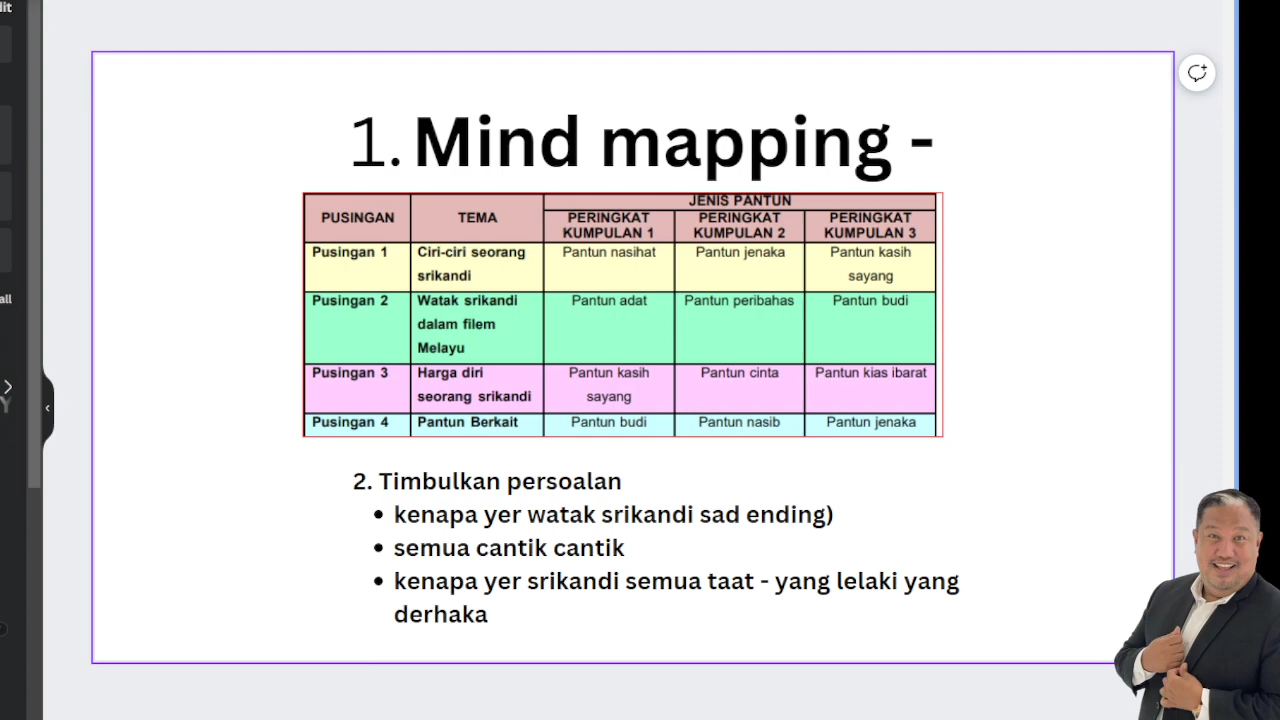 dit
all
Y
1. Mind mapping -
JENIS PANTUN
PUSINGAN TEMA PERINGKAT KUMPULAN 1 PERINGKAT KUMPULAN 2 PERINGKAT KUMPULAN 3
Pusingan 1 Ciri-ciri seorang srikandi Pantun nasihat Pantun jenaka Pantun kasih sayang
Pusingan 2 Watak srikandi dalam filem Melayu Pantun adat Pantun peribahas Pantun budi
Pusingan 3 Harga diri seorang srikandi Pantun kasih sayang Pantun cinta Pantun kias ibarat
Pusingan 4 Pantun Berkait Pantun budi Pantun nasib Pantun jenaka
2. Timbulkan persoalan
• kenapa yer watak srikandi sad ending)
• semua cantik cantik
• kenapa yer srikandi semua taat - yang lelaki yang
derhaka